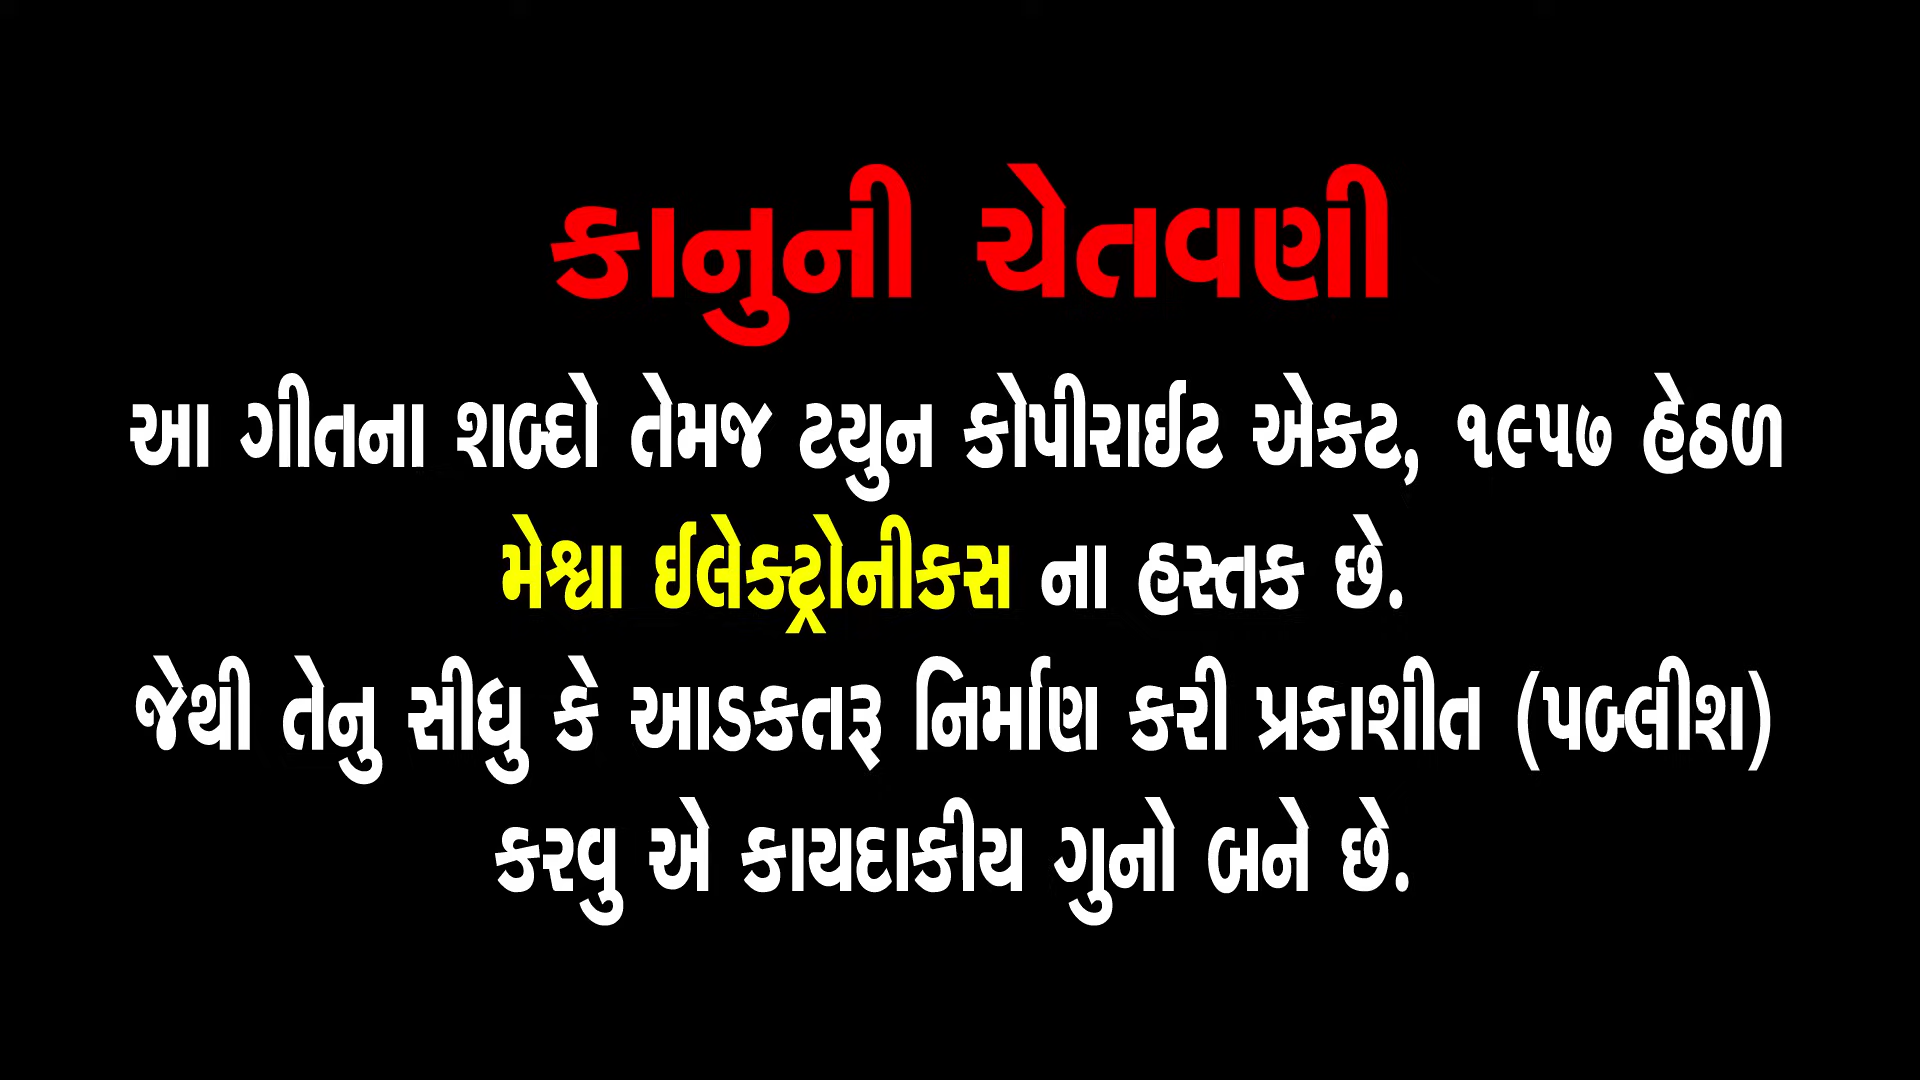 કાનુની ચેતવણી
આ ગીતના શબ્દો તેમજ ટયુન કોપીરાઈટ એકટ, ૧૯૫૭ હેઠળ
મેશ્વા ઈલેક્ટ્રોનીકસ ના હસ્તક છે.
જેથી તેનુ સીધુ કે આડકતરૂ નિર્માણ કરી પ્રકાશીત (પબ્લીશ)
કરવુ એ કાયદાકીય ગુનો બને છે.